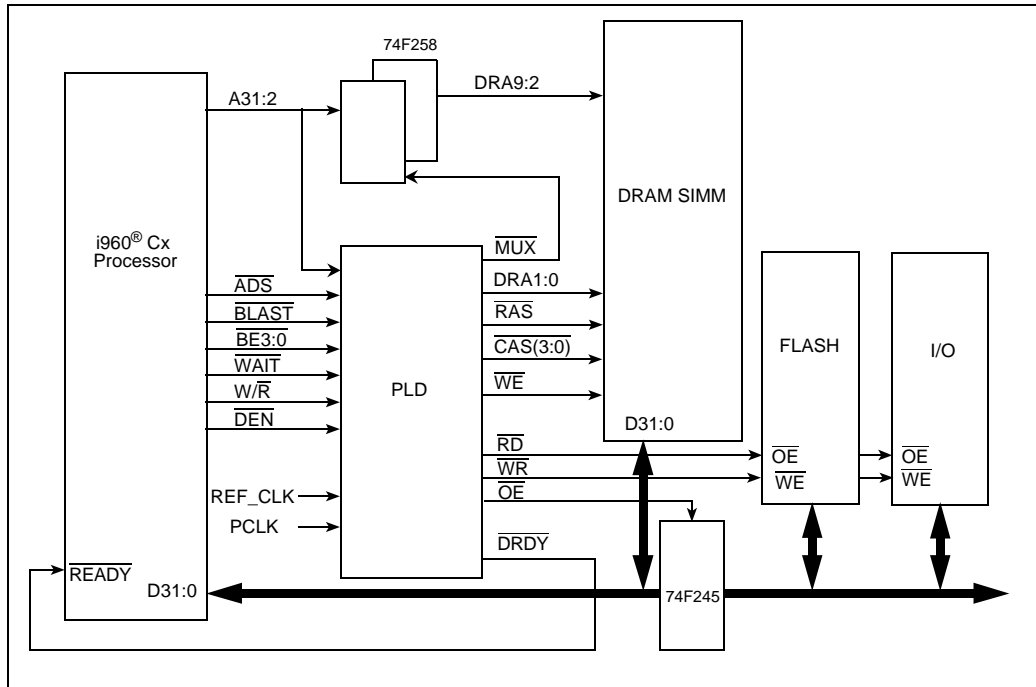 74F258
A31:2
DRA9:2
DRAM SIMM
i960® Cx
Processor
MUX
ADS
DRA1:0
BLAST
RAS
BE3:0
CAS(3:0)
WAIT
FLASH
I/O
W/R
PLD
WE
DEN
D31:0
RD
OE
OE
WR
WE
WE
REF_CLK
OE
PCLK
DRDY
READY
D31:0
74F245